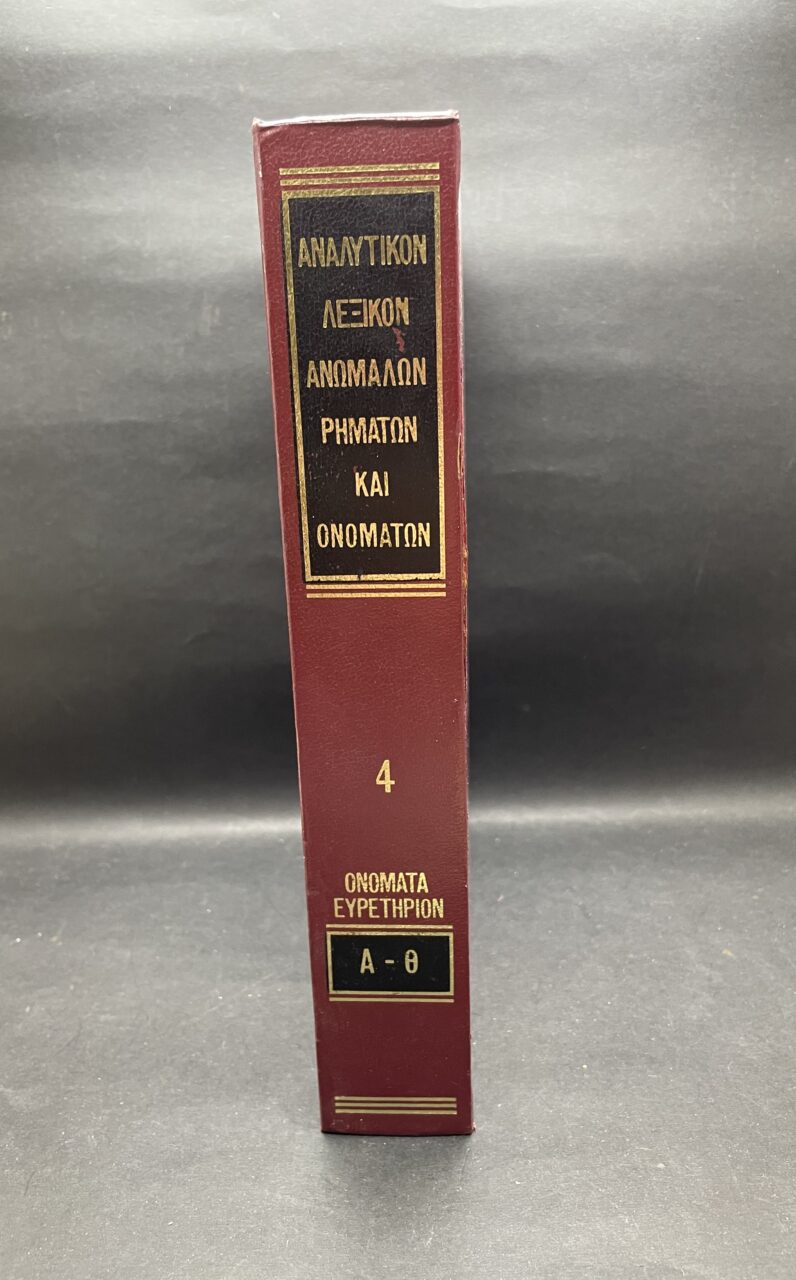 ΑΝΑΛΥΤΙΚΟΝ
ΛΕΞΙΚΟΝ
ΑΝΩΜΑΛΩΝ
ΡΗΜΑΤΩΝ
ΚΑΙ
ΟΝΟΜΑΤΩΝ
4
ΟΝΟΜΑΤΑ
ΕΥΡΕΤΗΡΙΟΝ
Α - Θ